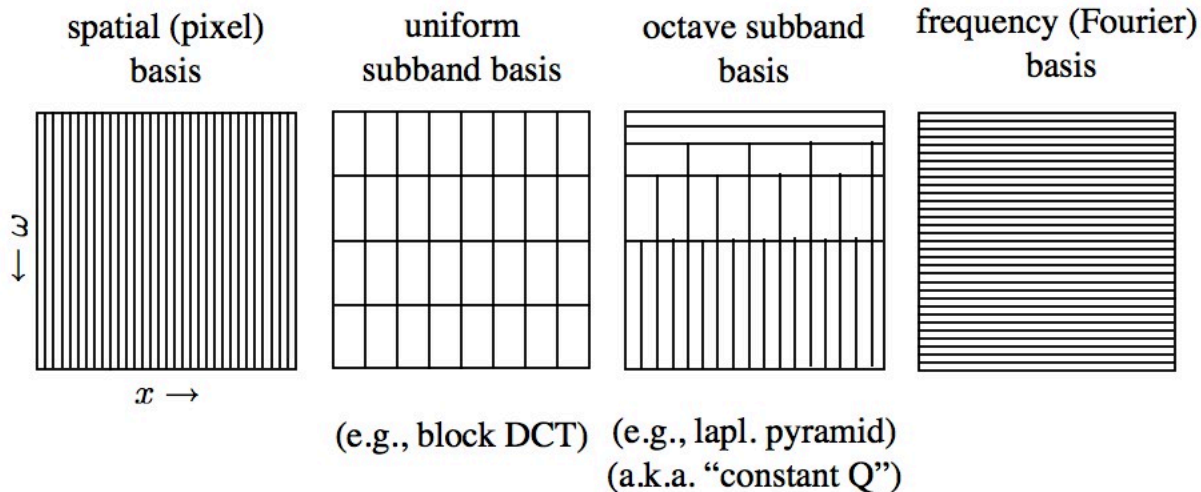 spatial (pixel)
basis
uniform
subband basis
octave subband
basis
frequency (Fourier)
basis
← ω
x →
(e.g., block DCT)
(e.g., lapl. pyramid)
(a.k.a. “constant Q”)